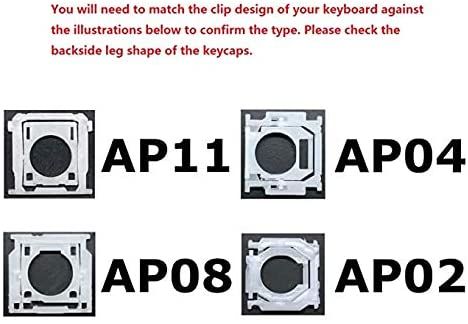 You will need to match the clip design of your keyboard against
the illustrations below to confirm the type. Please check the
backside leg shape of the keycaps.
AP11 AP04
AP08 AP02